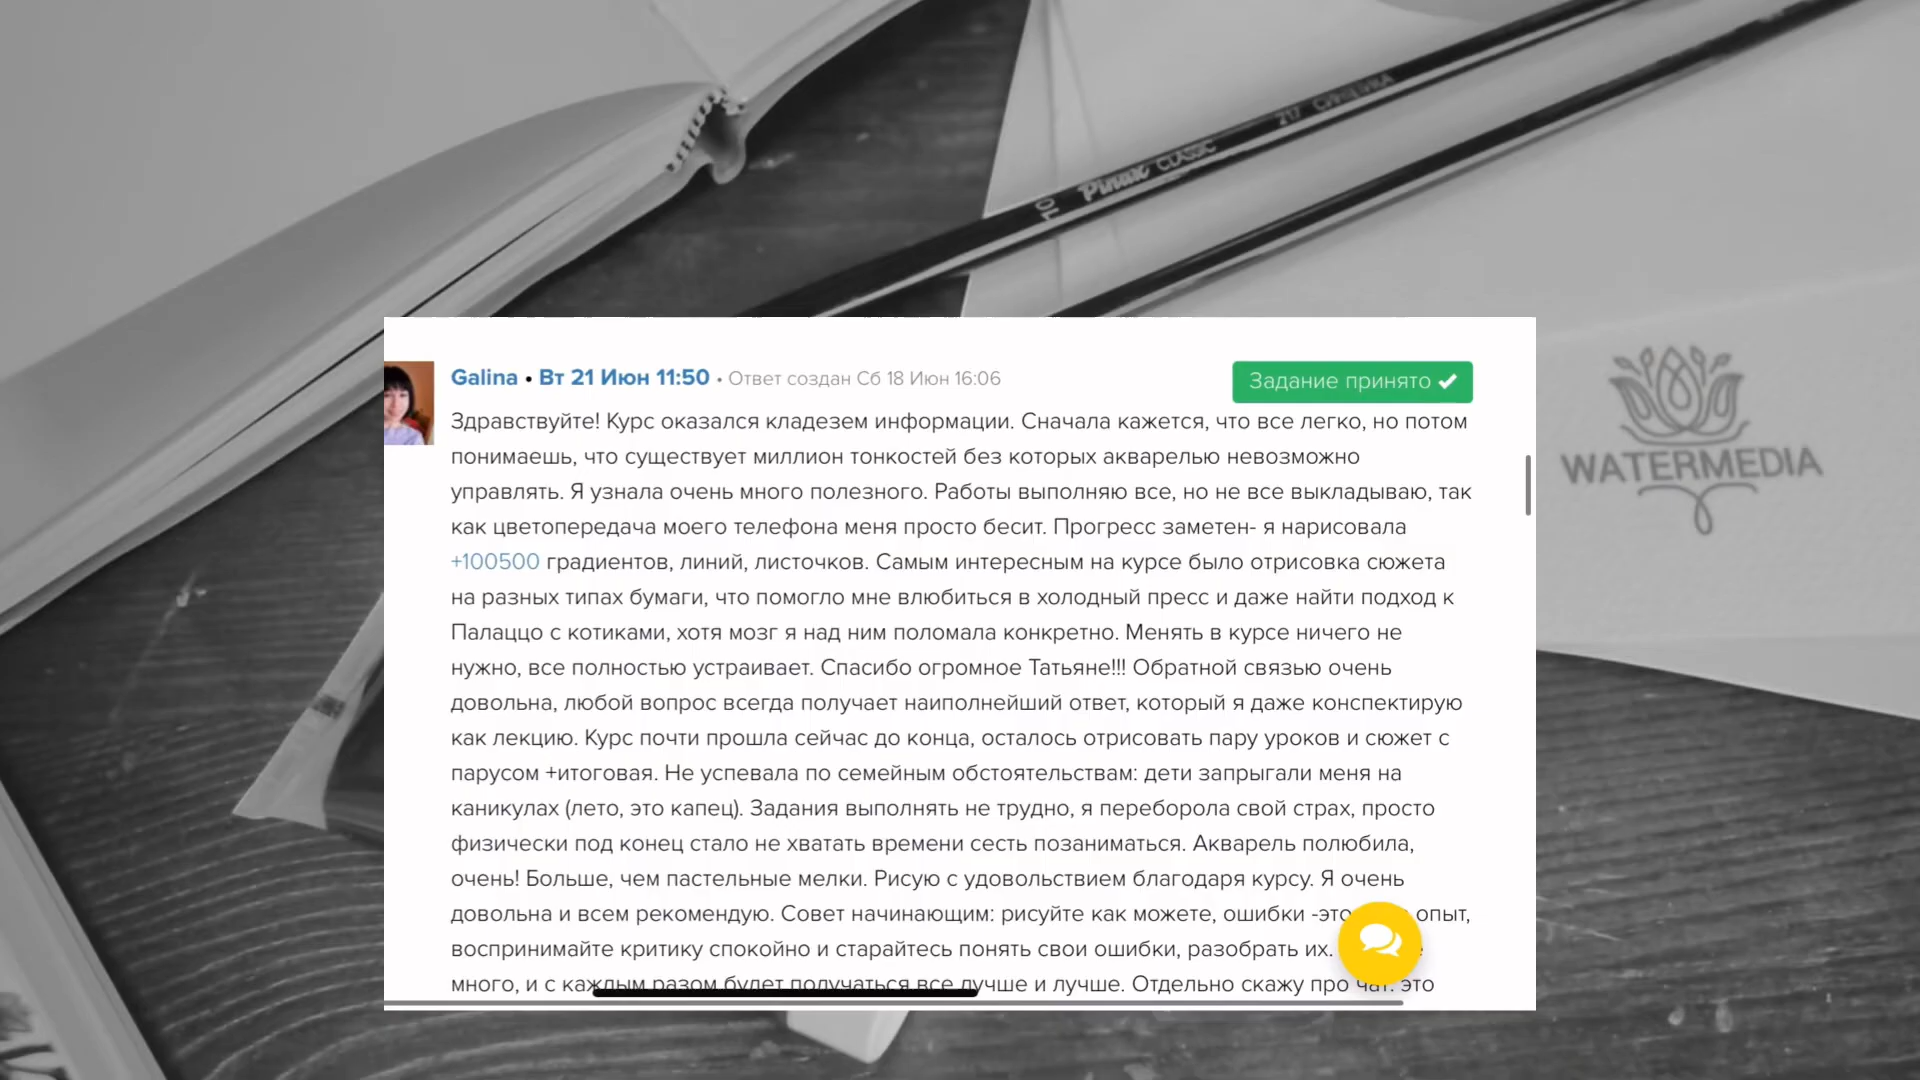 Pinax CLASSIC 217 СИНТЕТИКА
WATERMEDIA
Galina • Вт 21 Июн 11:50 • Ответ создан Сб 18 Июн 16:06
Задание принято ✔
Здравствуйте! Курс оказался кладезем информации. Сначала кажется, что все легко, но потом
понимаешь, что существует миллион тонкостей без которых акварелью невозможно
управлять. Я узнала очень много полезного. Работы выполняю все, но не все выкладываю, так
как цветопередача моего телефона меня просто бесит. Прогресс заметен- я нарисовала
+100500 градиентов, линий, листочков. Самым интересным на курсе было отрисовка сюжета
на разных типах бумаги, что помогло мне влюбиться в холодный пресс и даже найти подход к
Палаццо с котиками, хотя мозг я над ним поломала конкретно. Менять в курсе ничего не
нужно, все полностью устраивает. Спасибо огромное Татьяне!!! Обратной связью очень
довольна, любой вопрос всегда получает наиполнейший ответ, который я даже конспектирую
как лекцию. Курс почти прошла сейчас до конца, осталось отрисовать пару уроков и сюжет с
парусом +итоговая. Не успевала по семейным обстоятельствам: дети запрыгали меня на
каникулах (лето, это капец). Задания выполнять не трудно, я переборола свой страх, просто
физически под конец стало не хватать времени сесть позаниматься. Акварель полюбила,
очень! Больше, чем пастельные мелки. Рисую с удовольствием благодаря курсу. Я очень
довольна и всем рекомендую. Совет начинающим: рисуйте как можете, ошибки -это опыт,
воспринимайте критику спокойно и старайтесь понять свои ошибки, разобрать их.
много, и с каждым разом будет получаться все лучше и лучше. Отдельно скажу про чат: это